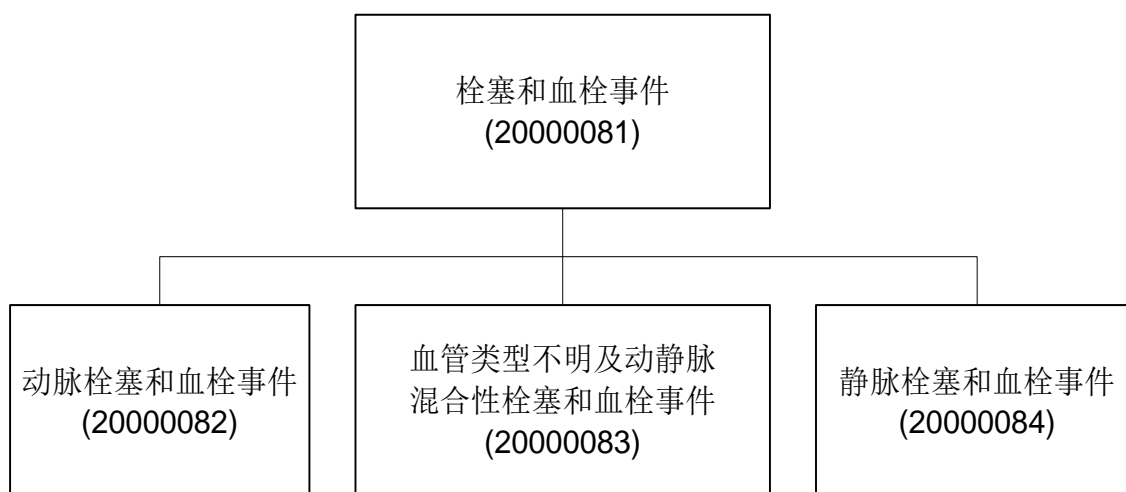 栓塞和血栓事件
(20000081)
动脉栓塞和血栓事件
(20000082)
血管类型不明及动静脉
混合性栓塞和血栓事件
(20000083)
静脉栓塞和血栓事件
(20000084)